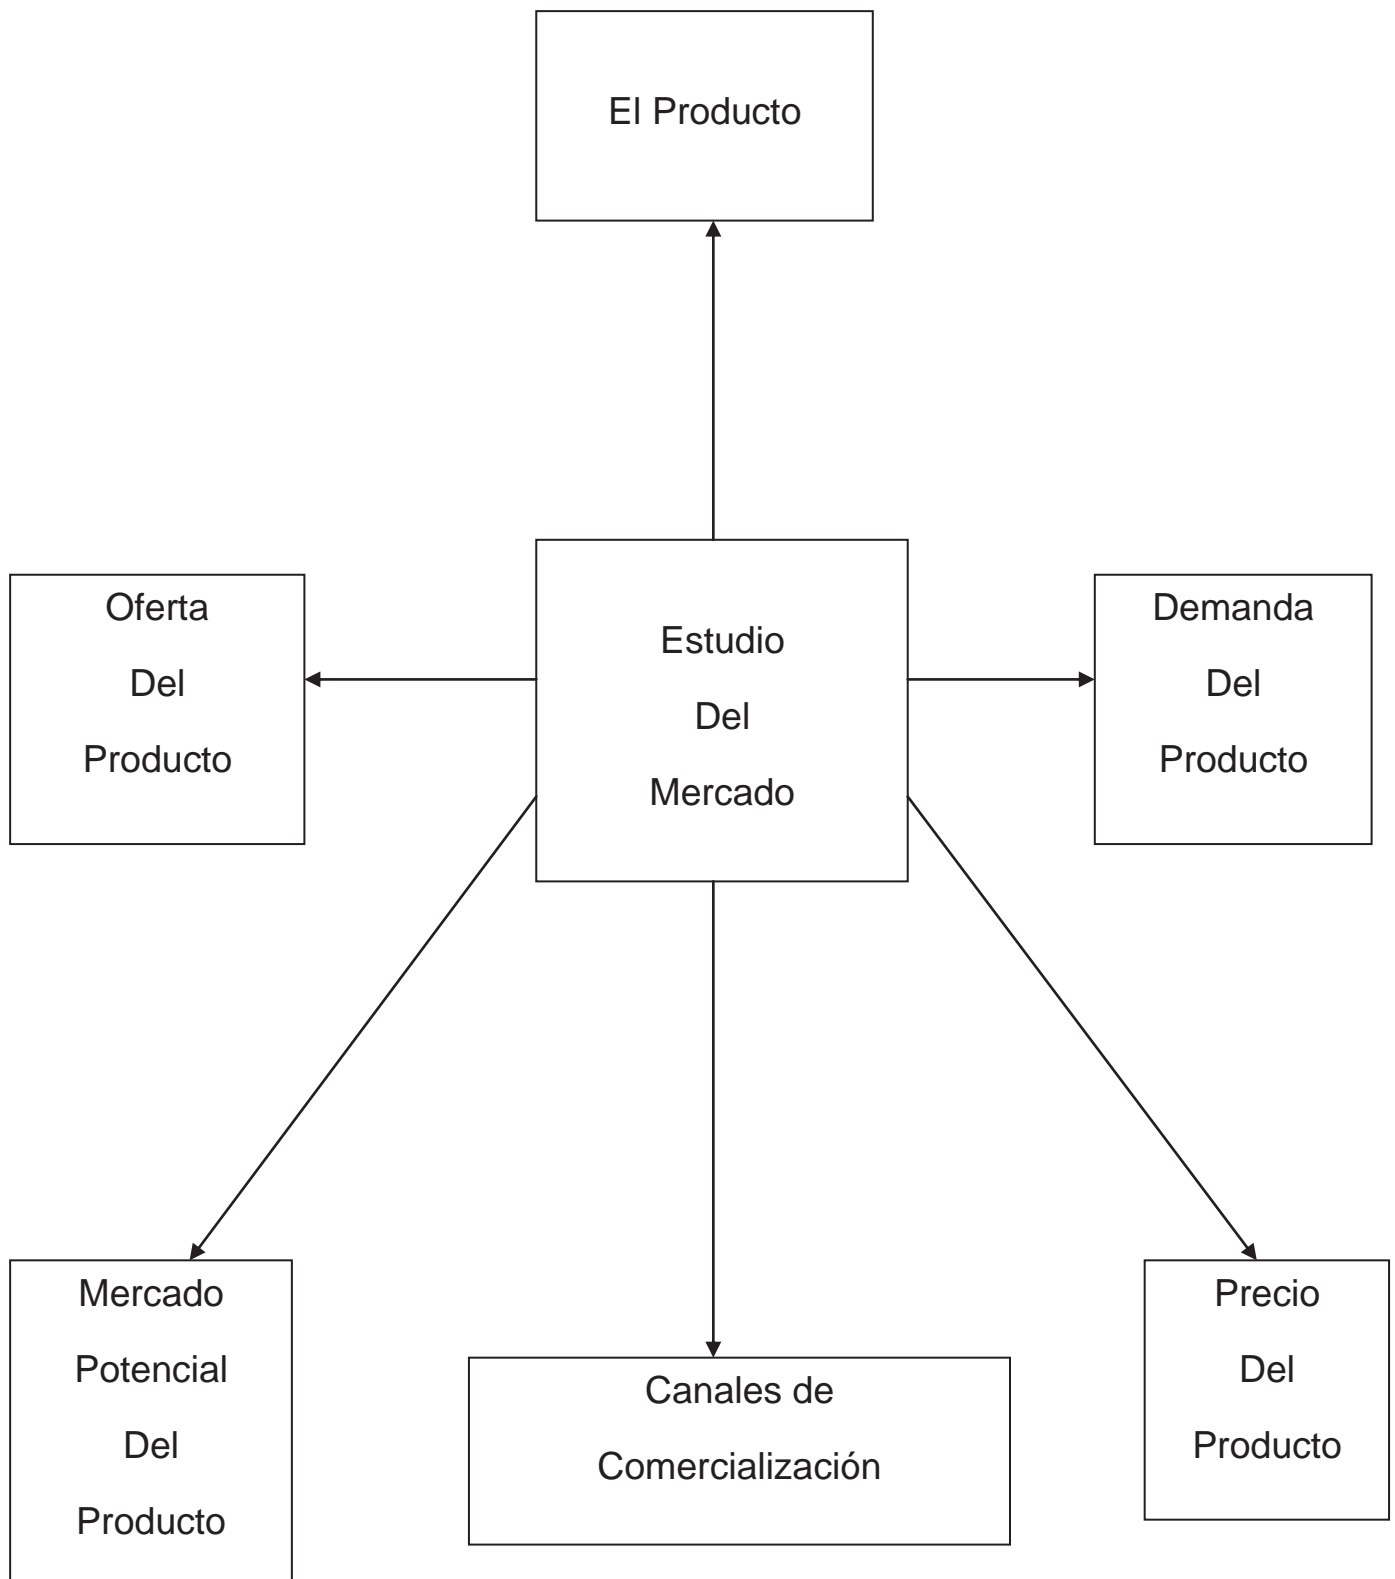 El Producto
Oferta
Del
Producto
Estudio
Del
Mercado
Demanda
Del
Producto
Mercado
Potencial
Del
Producto
Canales de
Comercialización
Precio
Del
Producto